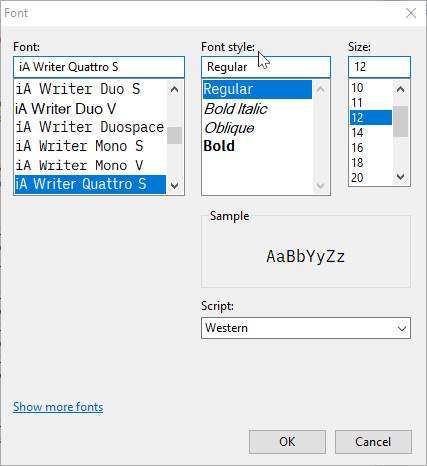 Font
Font:
iA Writer Quattro S
iA Writer Duo S
iA Writer Duo V
iA Writer Duospace
iA Writer Mono S
iA Writer Mono V
iA Writer Quattro S
Font style:
Regular
Regular
Bold Italic
Oblique
Bold
Size:
12
10
11
12
14
16
18
20
Sample
AaBbYyZz
Script:
Western
Show more fonts
OK
Cancel